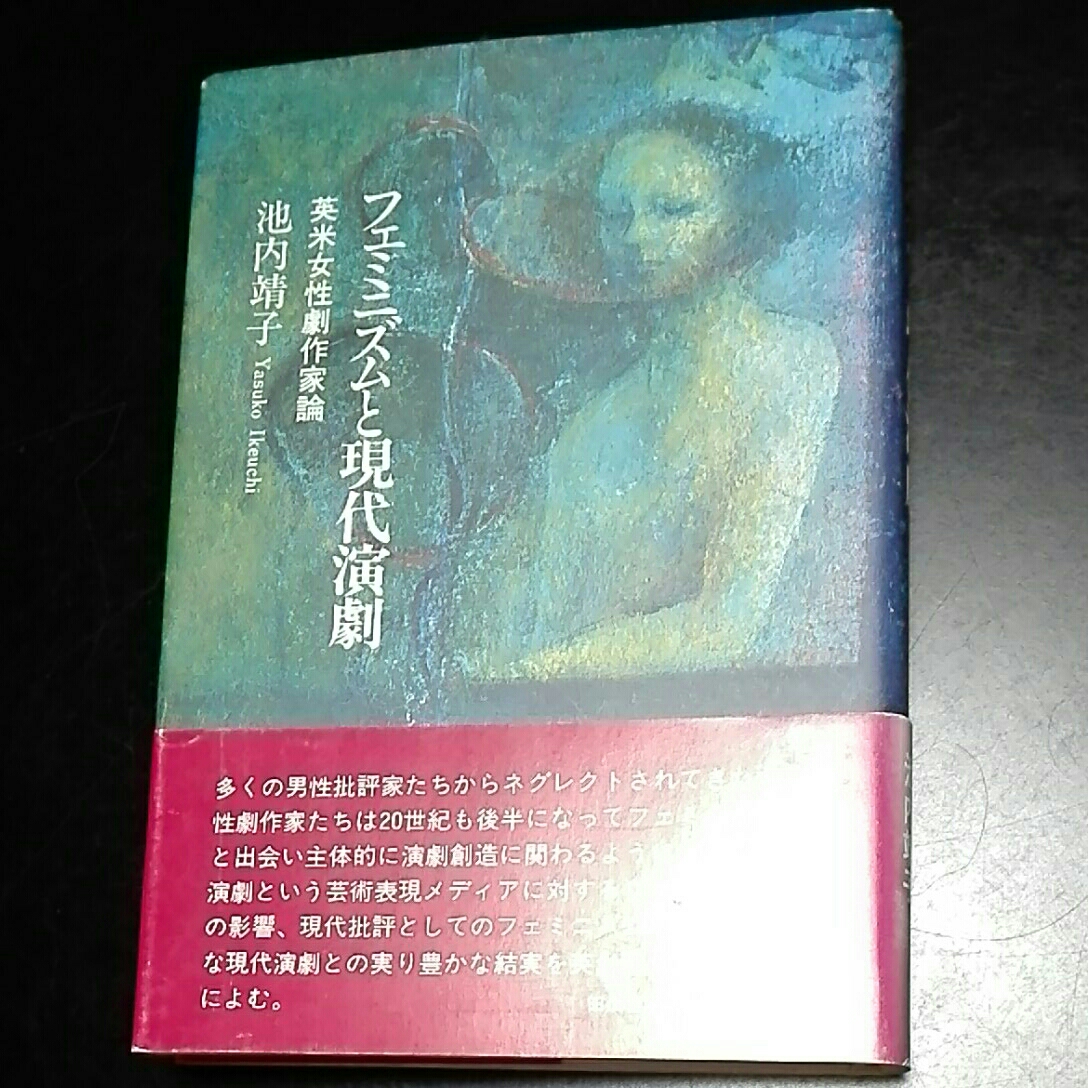 フェミニズムと現代演劇
英米女性劇作家論
池内靖子 Yasuko Ikeuchi
多くの男性批評家たちからネグレクトされてき
性劇作家たちは20世紀も後半になってフェ
と出会い主体的に演劇創造に関わるよう
演劇という芸術表現メディアに対する
の影響、現代批評としてのフェミニ
な現代演劇との実り豊かな結実を英
によむ。